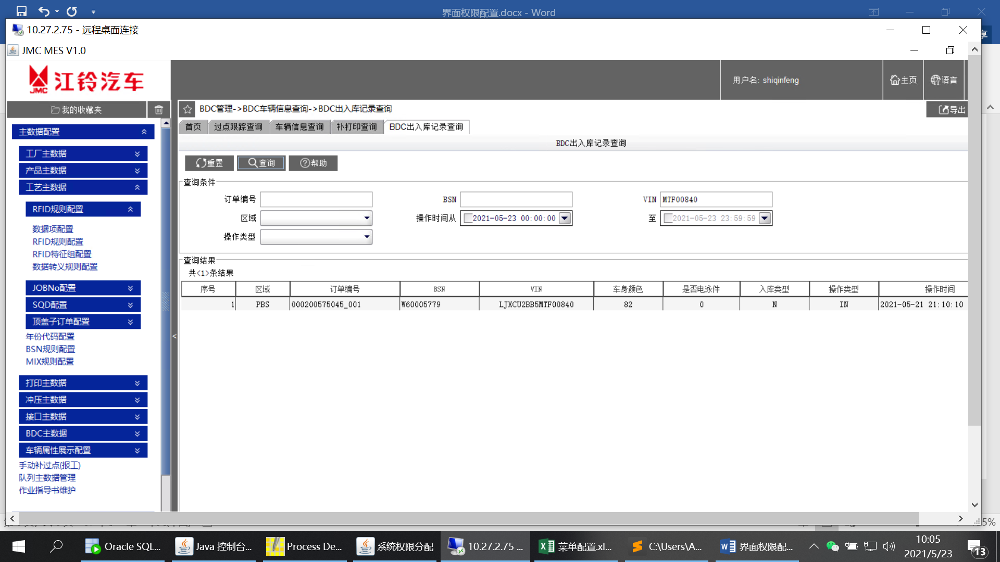 界面权限配置.docx - Word
10.27.2.75 - 远程桌面连接
享
JMC MES V1.0
JMC 江铃汽车
用户名: shiqinfeng
主页
语言
我的收藏夹
BDC管理->BDC车辆信息查询->BDC出入库记录查询
导出
首页
过点跟踪查询
车辆信息查询
补打印查询
BDC出入库记录查询
BDC出入库记录查询
重置
查询
帮助
查询条件
订单编号
BSN
VIN MTF00840
区域
操作时间从 2021-05-23 00:00:00
至 2021-05-23 23:59:59
操作类型
查询结果
共<1>条结果
序号 区域 订单编号 BSN VIN 车身颜色 是否电泳件 入库类型 操作类型 操作时间
1 PBS 000200575045_001 W60005779 LJXCU2BB5MTF00840 82 0 N IN 2021-05-21 21:10:10
主数据配置
工厂主数据
产品主数据
工艺主数据
RFID规则配置
数据项配置
RFID规则配置
RFID特征组配置
数据转义规则配置
JOBNo配置
SQD配置
顶盖子订单配置
年份代码配置
BSN规则配置
MIX规则配置
打印主数据
冲压主数据
接口主数据
BDC主数据
车辆属性展示配置
手动补过点(报工)
队列主数据管理
作业指导书维护
<
5%
Oracle SQL...
Java 控制台...
Process De...
系统权限分配
10.27.2.75 ...
菜单配置.xl...
C:\Users\A...
界面权限配...
10:05
2021/5/23
13